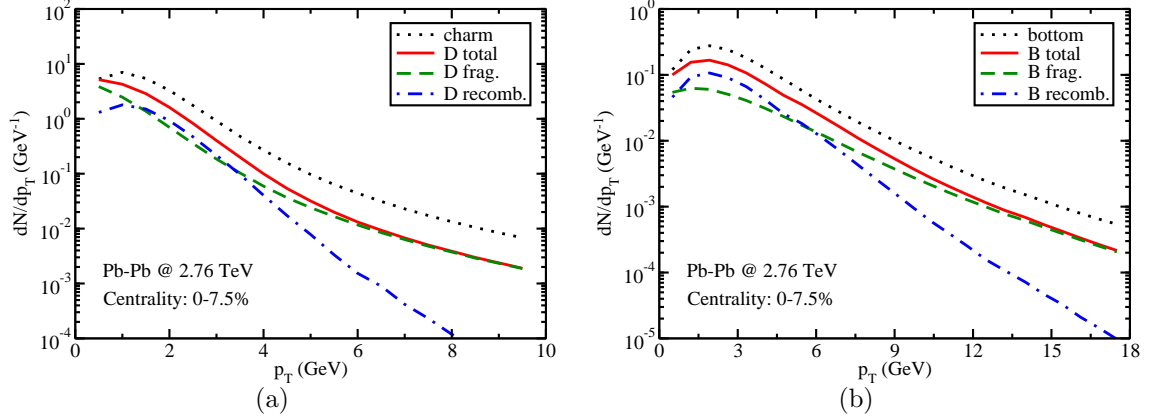 10^2
10^1
10^0
10^-1
10^-2
10^-3
10^-4
dN/dp_T (GeV^-1)
charm
D total
D frag.
D recomb.
Pb-Pb @ 2.76 TeV
Centrality: 0-7.5%
0 2 4 6 8 10
p_T (GeV)
(a)
10^0
10^-1
10^-2
10^-3
10^-4
10^-5
dN/dp_T (GeV^-1)
bottom
B total
B frag.
B recomb.
Pb-Pb @ 2.76 TeV
Centrality: 0-7.5%
0 3 6 9 12 15 18
p_T (GeV)
(b)